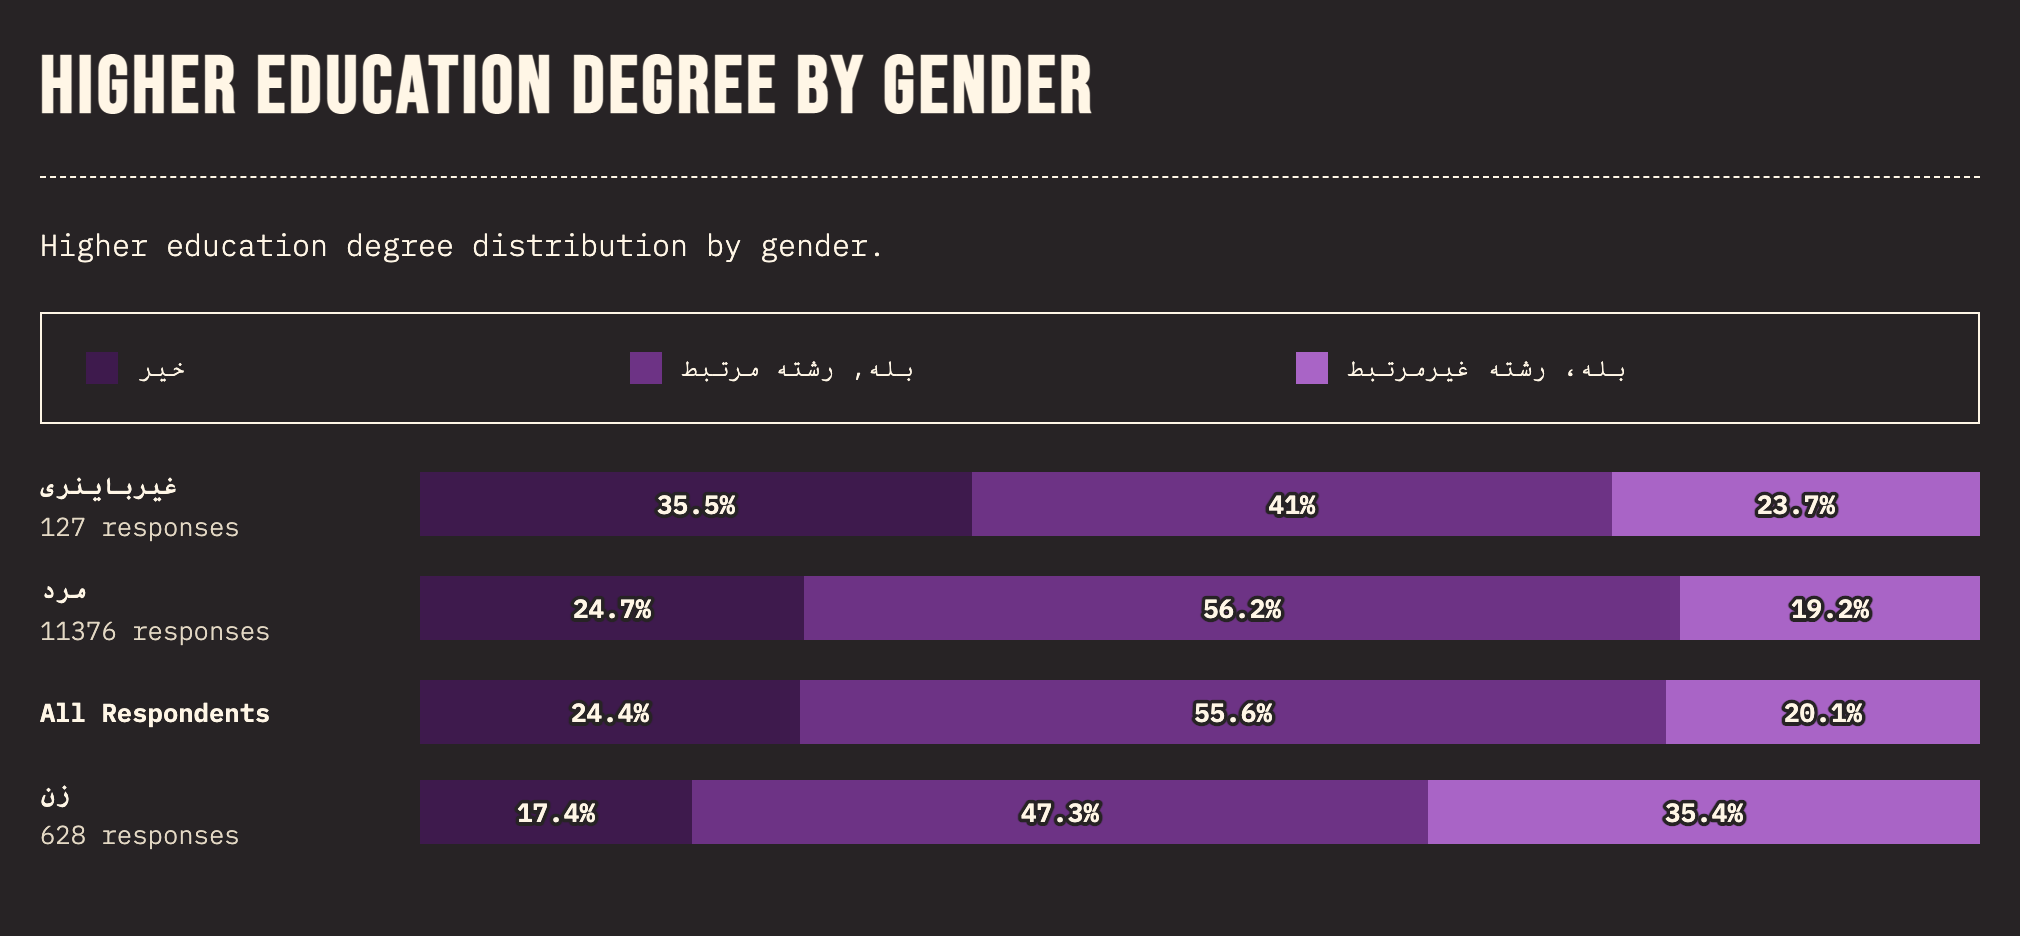 HIGHER EDUCATION DEGREE BY GENDER
Higher education degree distribution by gender.
خیر
بله, رشته مرتبط
بله، رشته غیرمرتبط
غیرباینری
127 responses
35.5% 41% 23.7%
مرد
11376 responses
24.7% 56.2% 19.2%
All Respondents
24.4% 55.6% 20.1%
زن
628 responses
17.4% 47.3% 35.4%